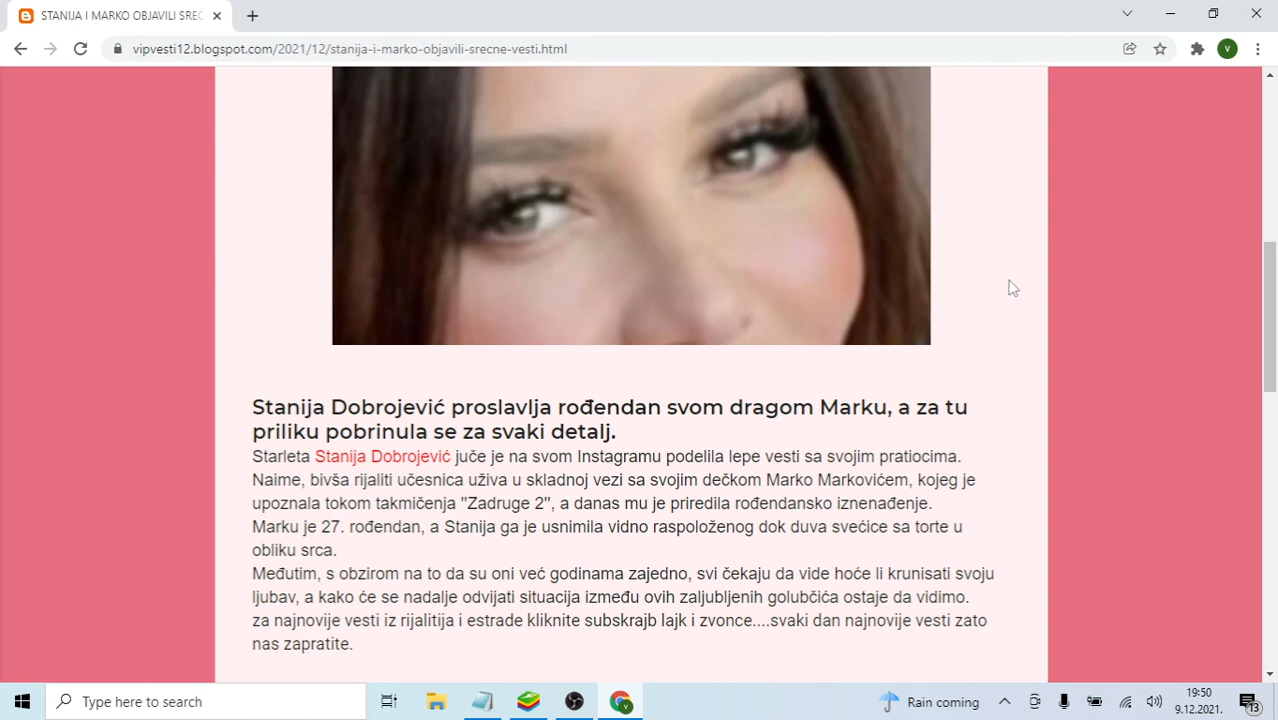 STANIJA I MARKO OBJAVILI SREĆ
vipvesti12.blogspot.com/2021/12/stanija-i-marko-objavili-srecne-vesti.html
V
Stanija Dobrojević proslavlja rođendan svom dragom Marku, a za tu
priliku pobrinula se za svaki detalj.
Starleta Stanija Dobrojević juče je na svom Instagramu podelila lepe vesti sa svojim pratiocima.
Naime, bivša rijaliti učesnica uživa u skladnoj vezi sa svojim dečkom Marko Markovićem, kojeg je
upoznala tokom takmičenja "Zadruge 2", a danas mu je priredila rođendansko iznenađenje.
Marku je 27. rođendan, a Stanija ga je usnimila vidno raspoloženog dok duva svećice sa torte u
obliku srca.
Međutim, s obzirom na to da su oni već godinama zajedno, svi čekaju da vide hoće li krunisati svoju
ljubav, a kako će se nadalje odvijati situacija između ovih zaljubljenih golubčića ostaje da vidimo.
za najnovije vesti iz rijalitija i estrade kliknite subskrajb lajk i zvonce....svaki dan najnovije vesti zato
nas zapratite.
Type here to search
Rain coming
19:50
9.12.2021.
13